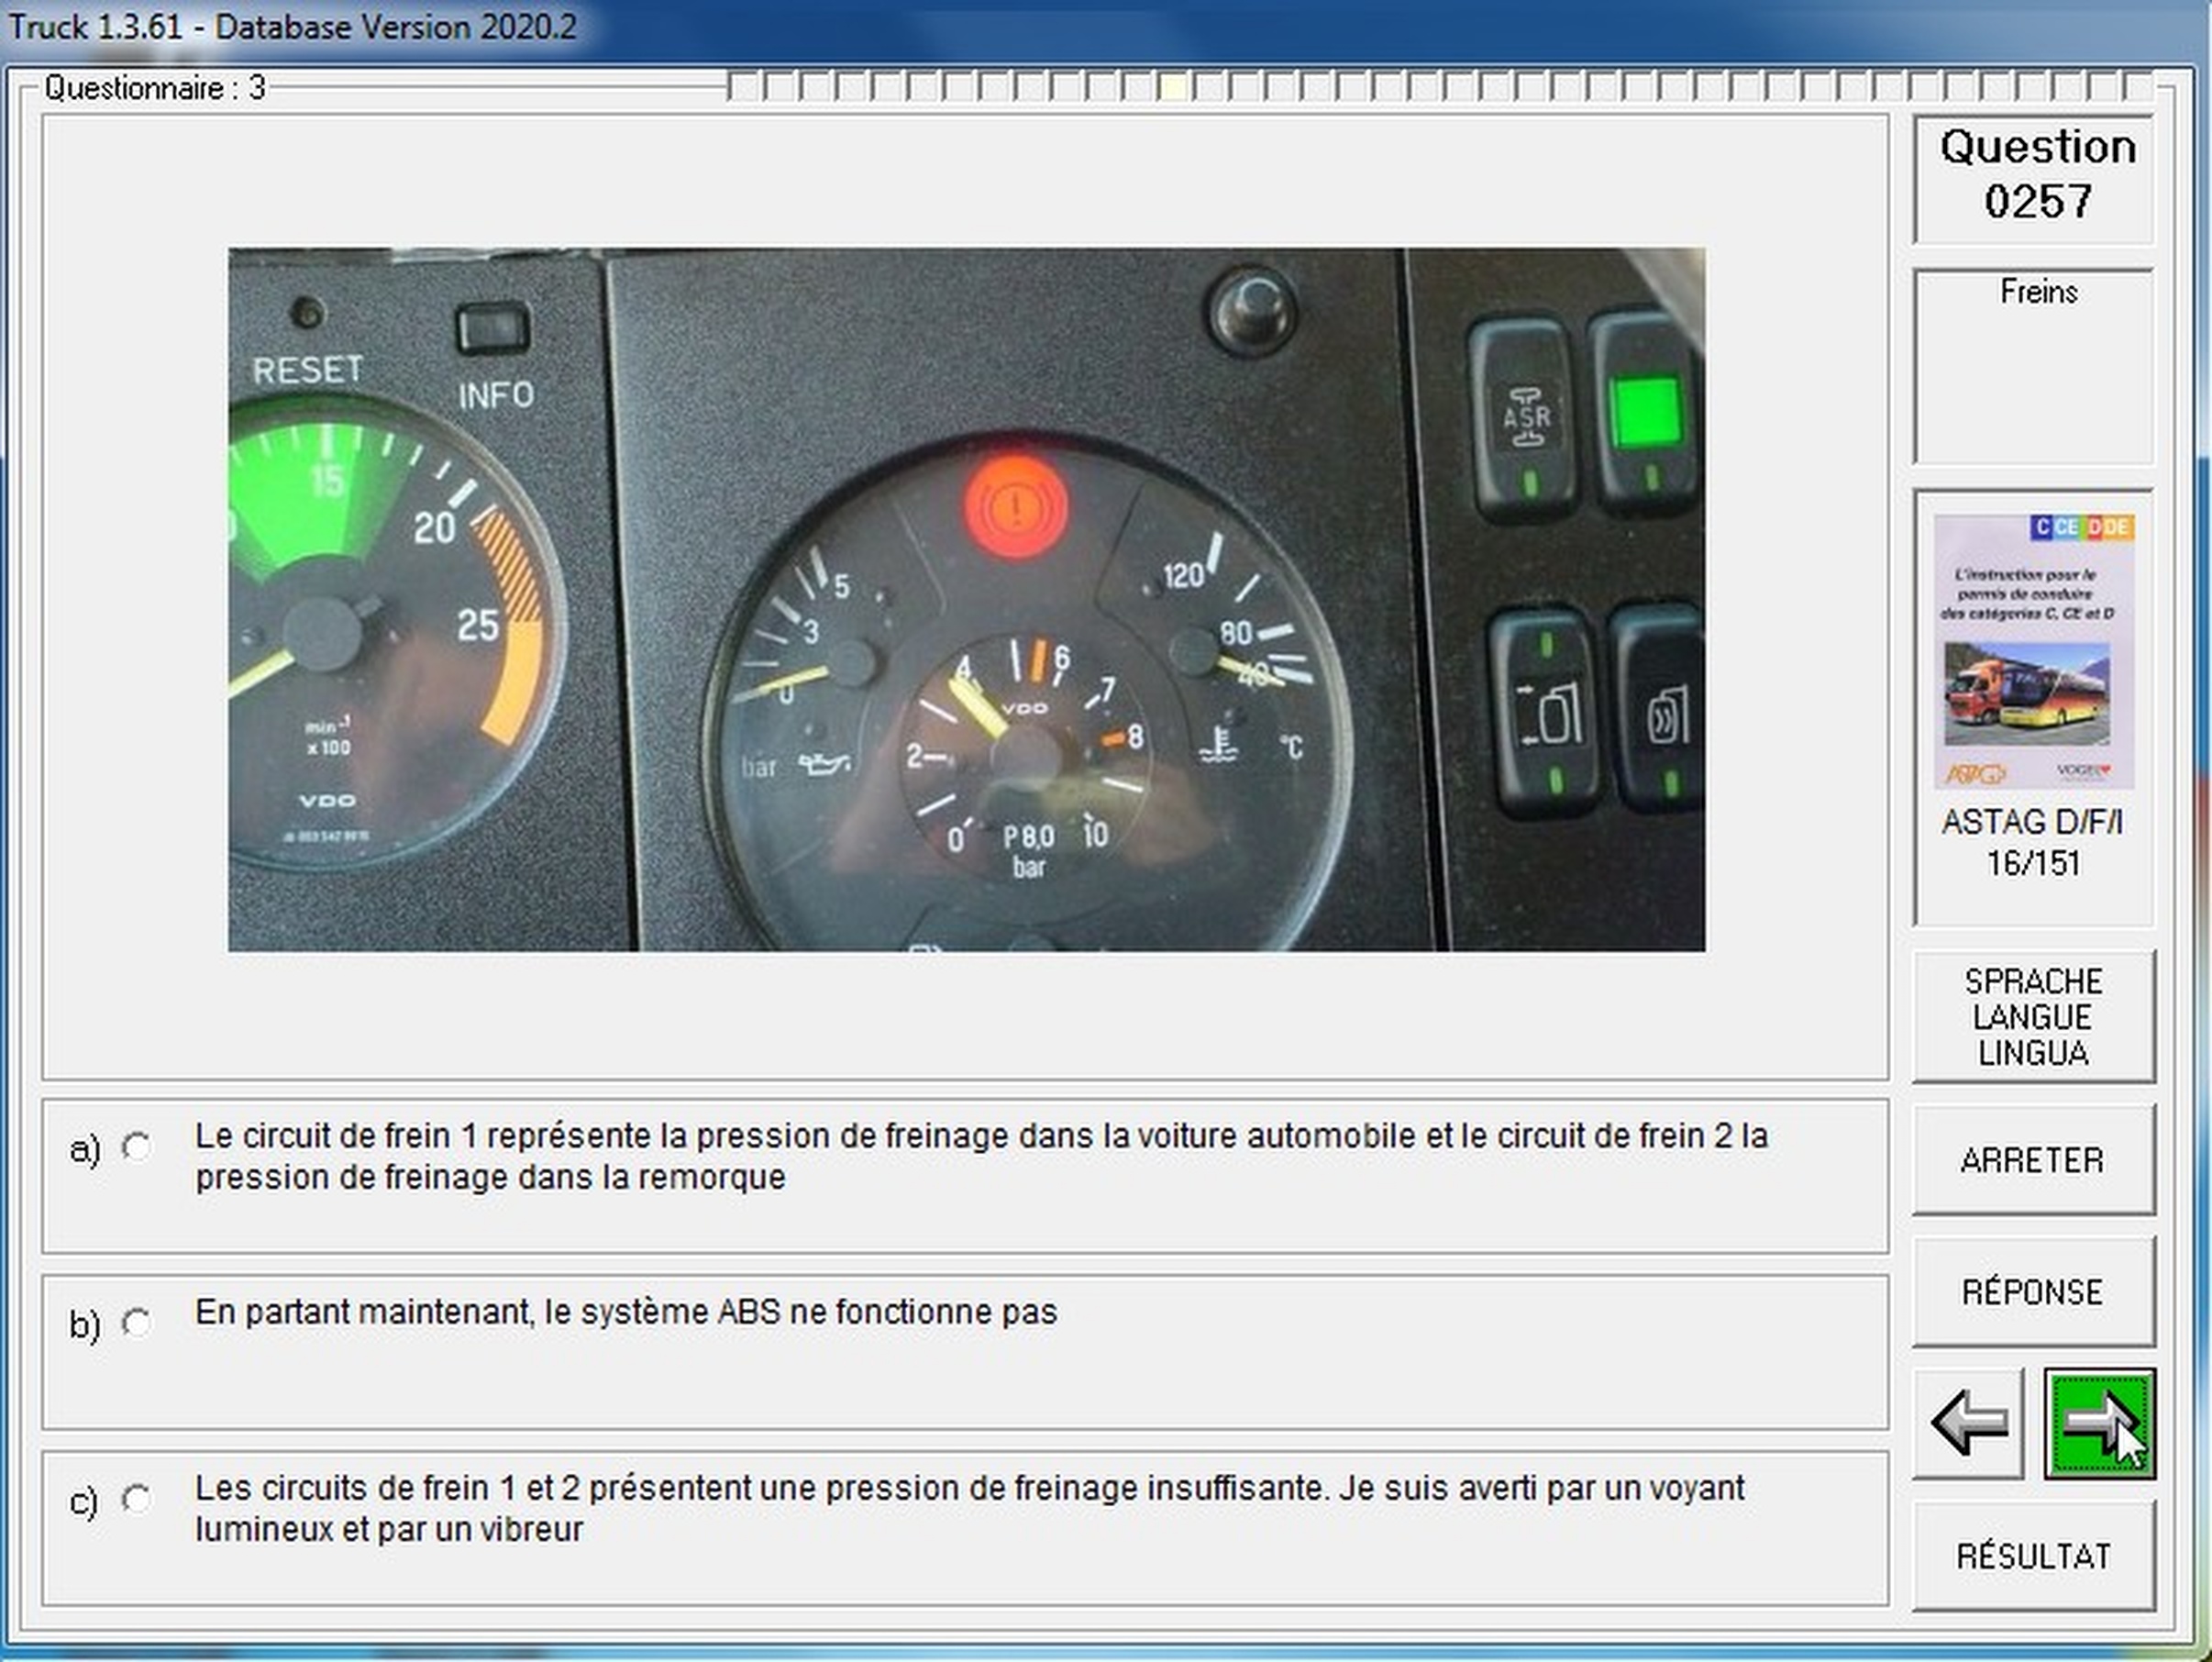 Truck 1.3.61 - Database Version 2020.2
Questionnaire : 3
Question
0257
Freins
RESET
INFO
15
20
25
min-1
x 100
VDO
5
3
0
bar
120
80
40
°C
4
6
7
VDO
2
8
0
P 8,0
10
bar
ASR
C CE D DE
L'instruction pour le
permis de conduire
des catégories C, CE et D
ASTAG
VOGEL
ASTAG D/F/I
16/151
SPRACHE
LANGUE
LINGUA
ARRETER
RÉPONSE
RÉSULTAT
a) Le circuit de frein 1 représente la pression de freinage dans la voiture automobile et le circuit de frein 2 la
pression de freinage dans la remorque
b) En partant maintenant, le système ABS ne fonctionne pas
c) Les circuits de frein 1 et 2 présentent une pression de freinage insuffisante. Je suis averti par un voyant
lumineux et par un vibreur